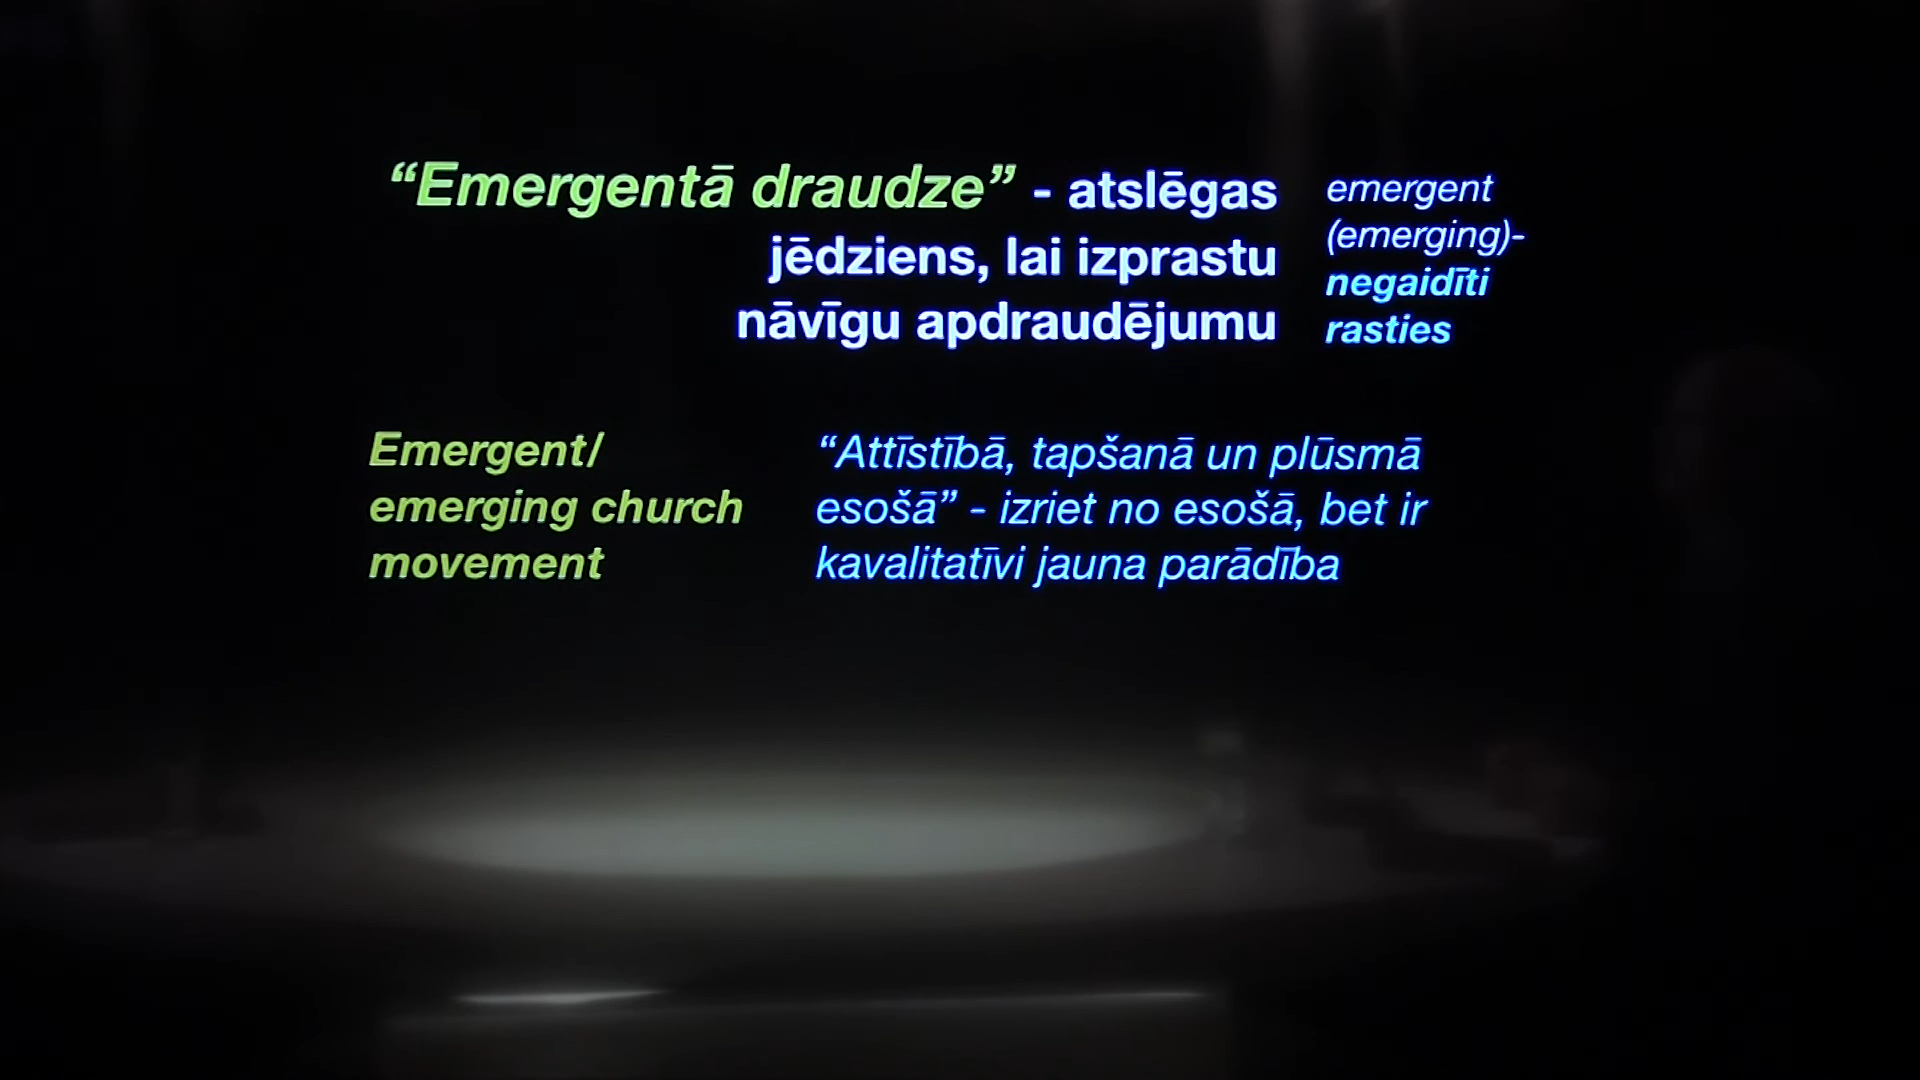 “Emergentā draudze” - atslēgas
jēdziens, lai izprastu
nāvīgu apdraudējumu
emergent
(emerging)-
negaidīti
rasties
Emergent/
emerging church
movement
“Attīstībā, tapšanā un plūsmā
esošā” - izriet no esošā, bet ir
kavalitatīvi jauna parādība